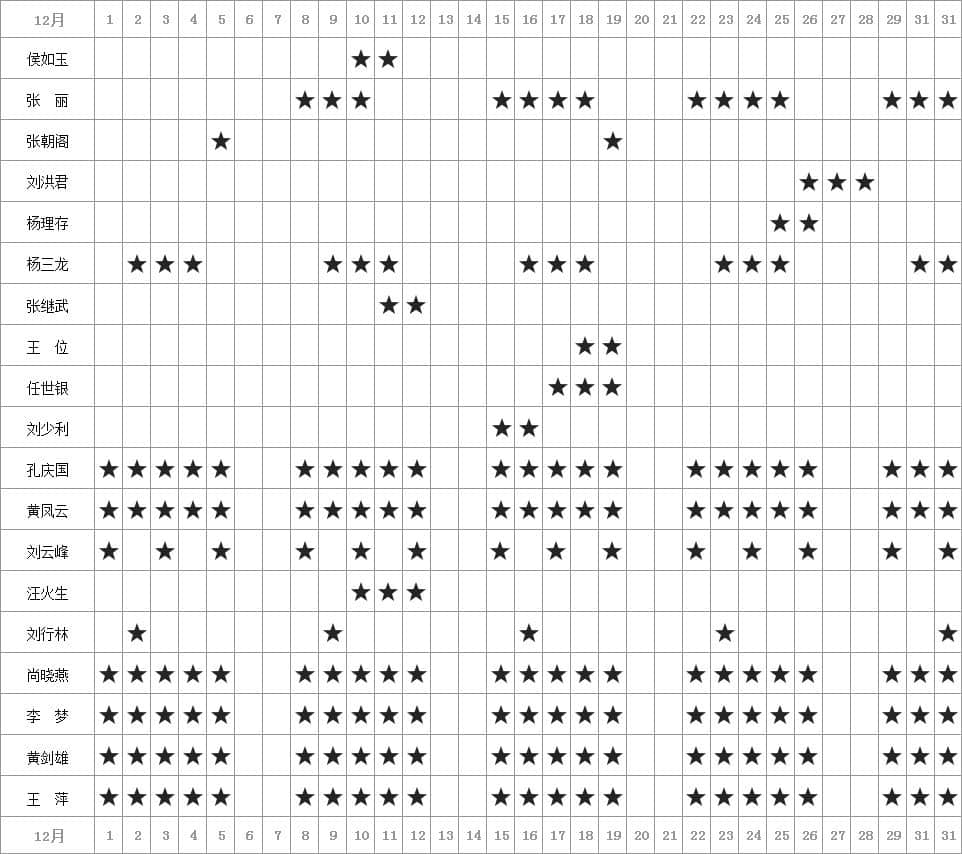 12月 1 2 3 4 5 6 7 8 9 10 11 12 13 14 15 16 17 18 19 20 21 22 23 24 25 26 27 28 29 31 31
侯如玉 ★ ★
张 丽 ★ ★ ★ ★ ★ ★ ★ ★ ★ ★ ★ ★ ★ ★
张朝阁 ★ ★
刘洪君 ★ ★ ★
杨理存 ★ ★
杨三龙 ★ ★ ★ ★ ★ ★ ★ ★ ★ ★ ★ ★ ★ ★
张继武 ★ ★
王 位 ★ ★
任世银 ★ ★ ★
刘少利 ★ ★
孔庆国 ★ ★ ★ ★ ★ ★ ★ ★ ★ ★ ★ ★ ★ ★ ★ ★ ★ ★ ★ ★ ★ ★ ★
黄凤云 ★ ★ ★ ★ ★ ★ ★ ★ ★ ★ ★ ★ ★ ★ ★ ★ ★ ★ ★ ★ ★ ★ ★
刘云峰 ★ ★ ★ ★ ★ ★ ★ ★ ★ ★ ★ ★ ★ ★
汪火生 ★ ★ ★
刘行林 ★ ★ ★ ★ ★
尚晓燕 ★ ★ ★ ★ ★ ★ ★ ★ ★ ★ ★ ★ ★ ★ ★ ★ ★ ★ ★ ★ ★ ★ ★
李 梦 ★ ★ ★ ★ ★ ★ ★ ★ ★ ★ ★ ★ ★ ★ ★ ★ ★ ★ ★ ★ ★ ★ ★
黄剑雄 ★ ★ ★ ★ ★ ★ ★ ★ ★ ★ ★ ★ ★ ★ ★ ★ ★ ★ ★ ★ ★ ★ ★
王 萍 ★ ★ ★ ★ ★ ★ ★ ★ ★ ★ ★ ★ ★ ★ ★ ★ ★ ★ ★ ★ ★ ★ ★
12月 1 2 3 4 5 6 7 8 9 10 11 12 13 14 15 16 17 18 19 20 21 22 23 24 25 26 27 28 29 31 31